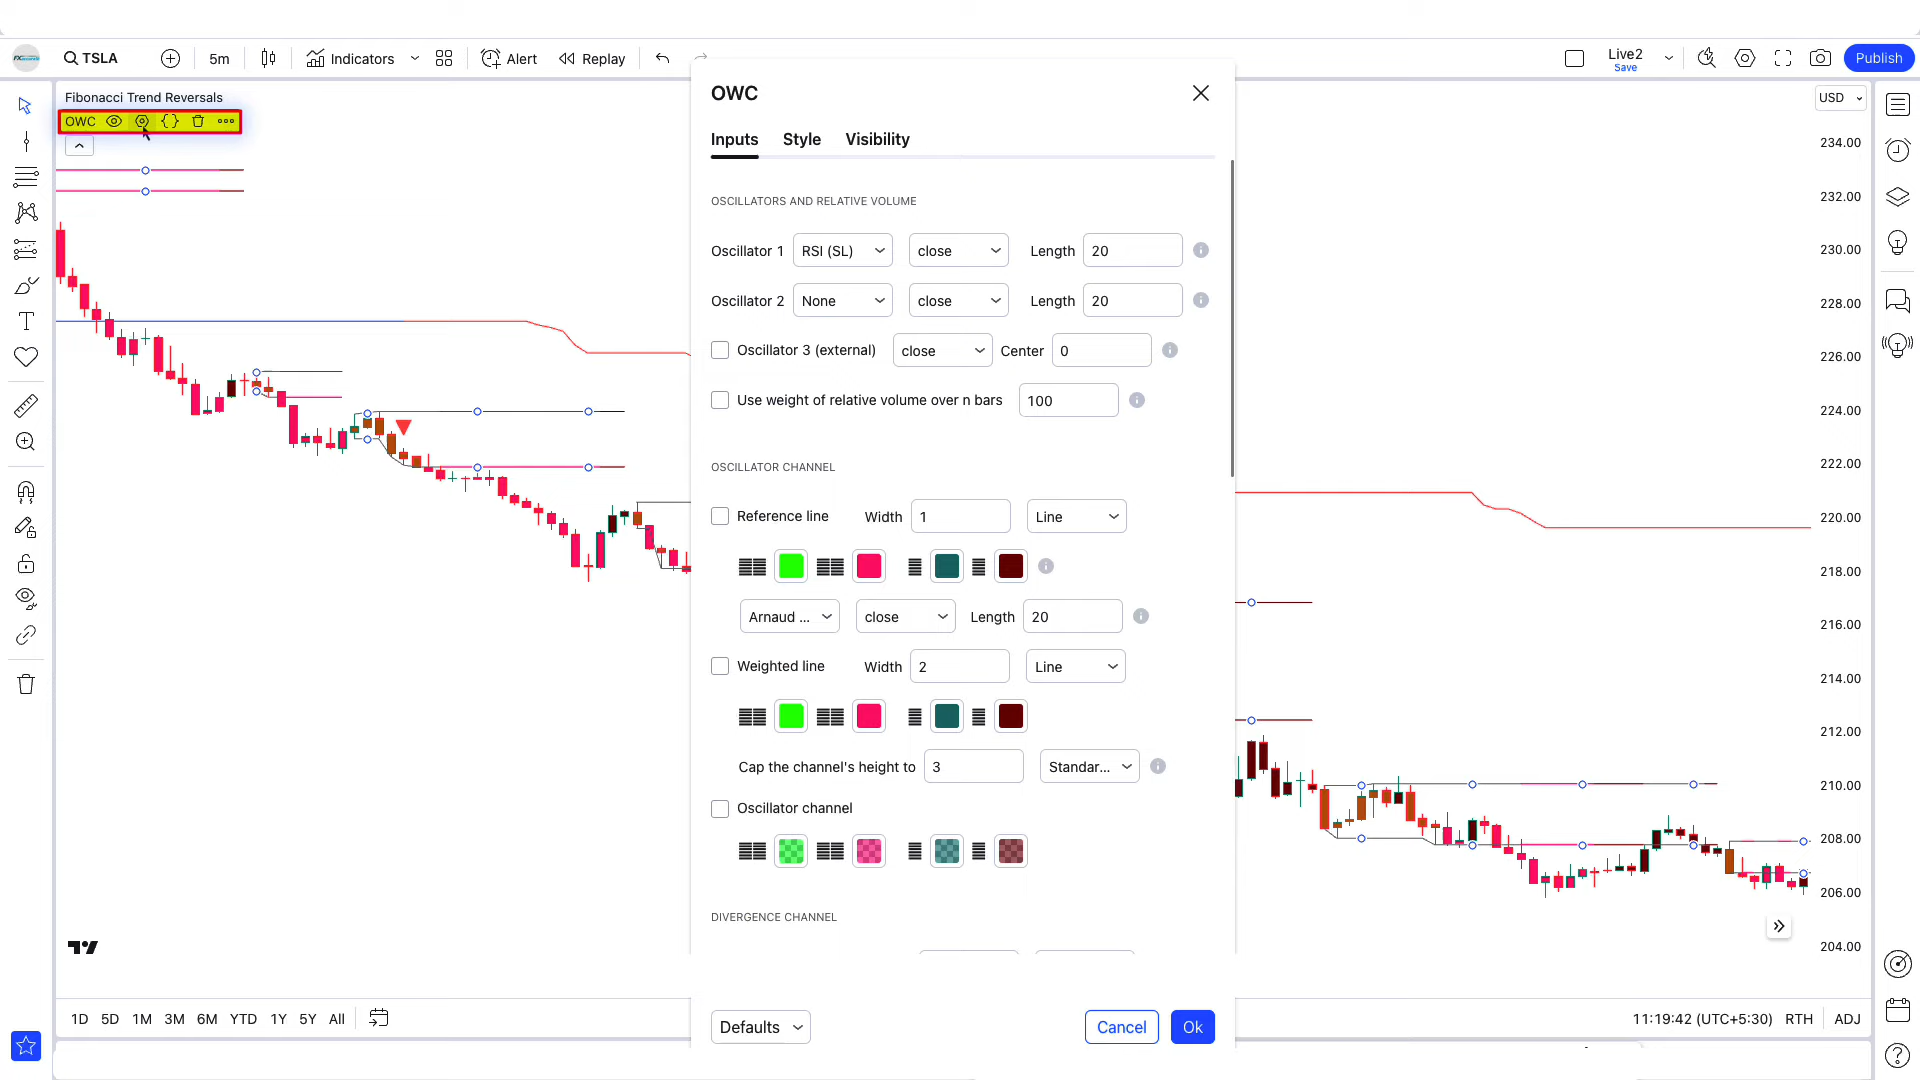 TSLA
5m
Indicators
Alert
Replay
Live2
Save
Publish
Fibonacci Trend Reversals
OWC
USD
234.00
232.00
230.00
228.00
226.00
224.00
222.00
220.00
218.00
216.00
214.00
212.00
210.00
208.00
206.00
204.00
OWC
Inputs Style Visibility
OSCILLATORS AND RELATIVE VOLUME
Oscillator 1 RSI (SL) close Length 20
Oscillator 2 None close Length 20
Oscillator 3 (external) close Center 0
Use weight of relative volume over n bars 100
OSCILLATOR CHANNEL
Reference line Width 1 Line
Arnaud ... close Length 20
Weighted line Width 2 Line
Cap the channel's height to 3 Standar...
Oscillator channel
DIVERGENCE CHANNEL
Defaults Cancel Ok
1D 5D 1M 3M 6M YTD 1Y 5Y All
11:19:42 (UTC+5:30) RTH ADJ